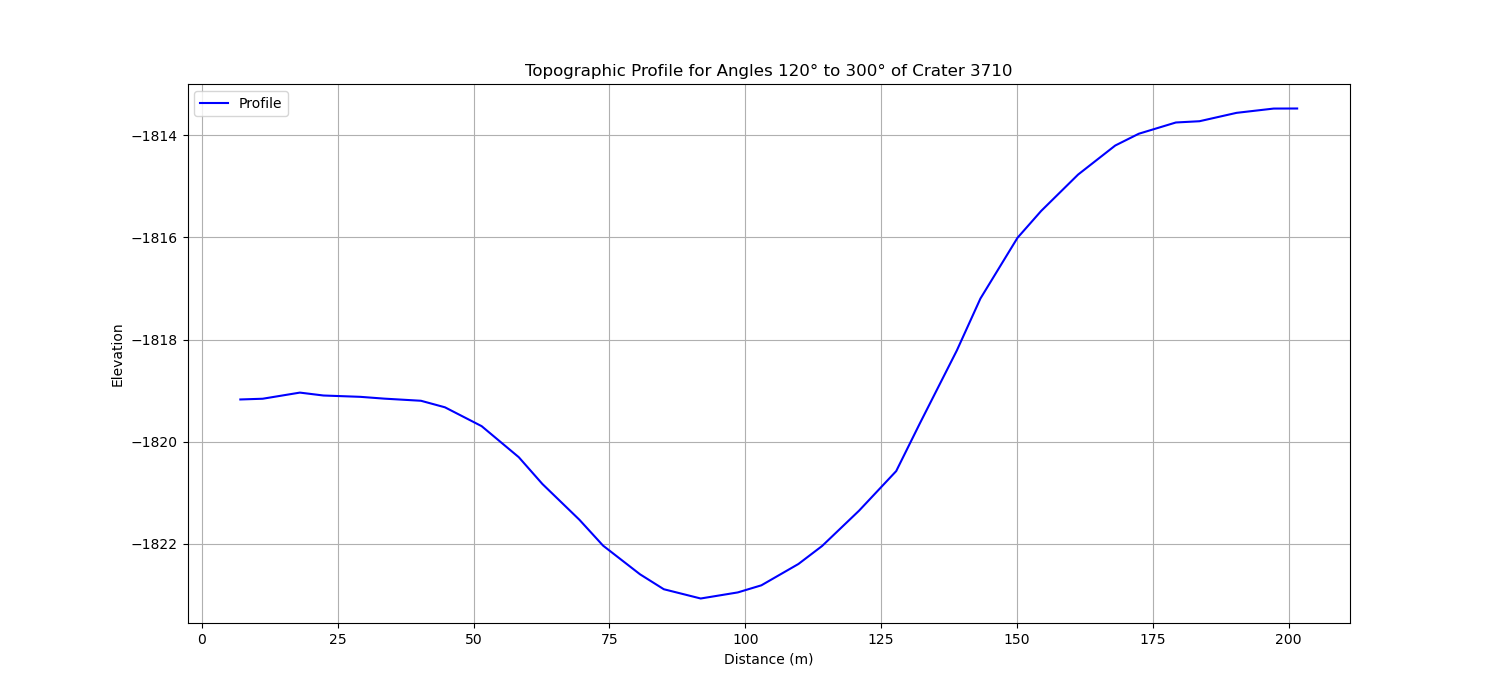 Topographic Profile for Angles 120° to 300° of Crater 3710
Profile
−1814
−1816
−1818
−1820
−1822
Elevation
0 25 50 75 100 125 150 175 200
Distance (m)